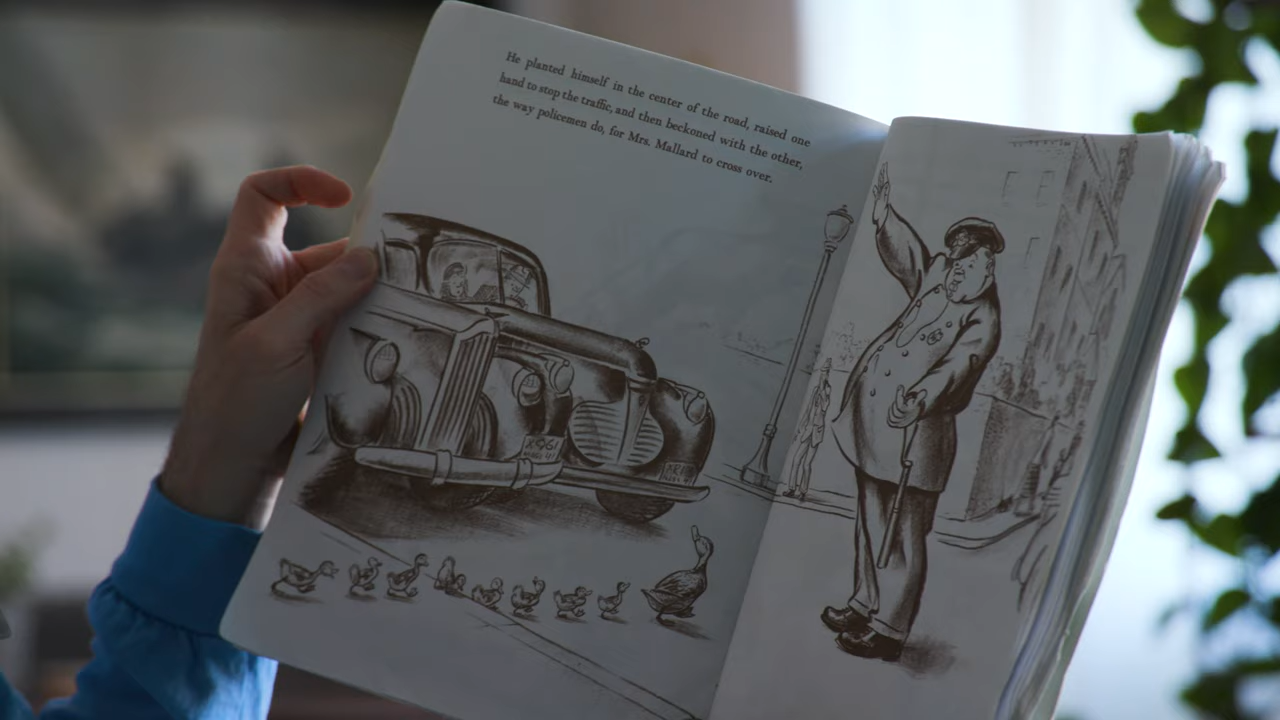 He planted himself in the center of the road, raised one
hand to stop the traffic, and then beckoned with the other,
the way policemen do, for Mrs. Mallard to cross over.